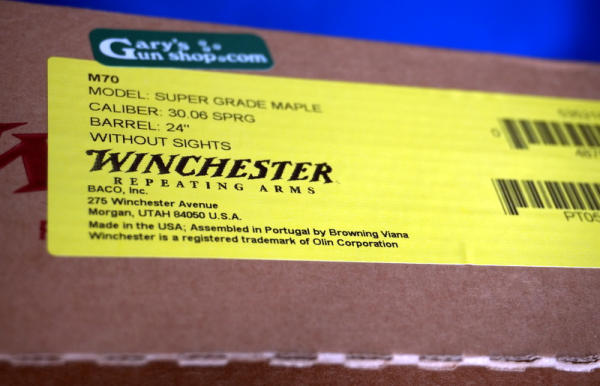 Gary's
Gun shop.com
M70
MODEL: SUPER GRADE MAPLE
CALIBER: 30.06 SPRG
BARREL: 24"
WITHOUT SIGHTS
WINCHESTER
REPEATING ARMS
BACO, Inc.
275 Winchester Avenue
Morgan, UTAH 84050 U.S.A.
Made in the USA; Assembled in Portugal by Browning Viana
Winchester is a registered trademark of Olin Corporation
0
PT05